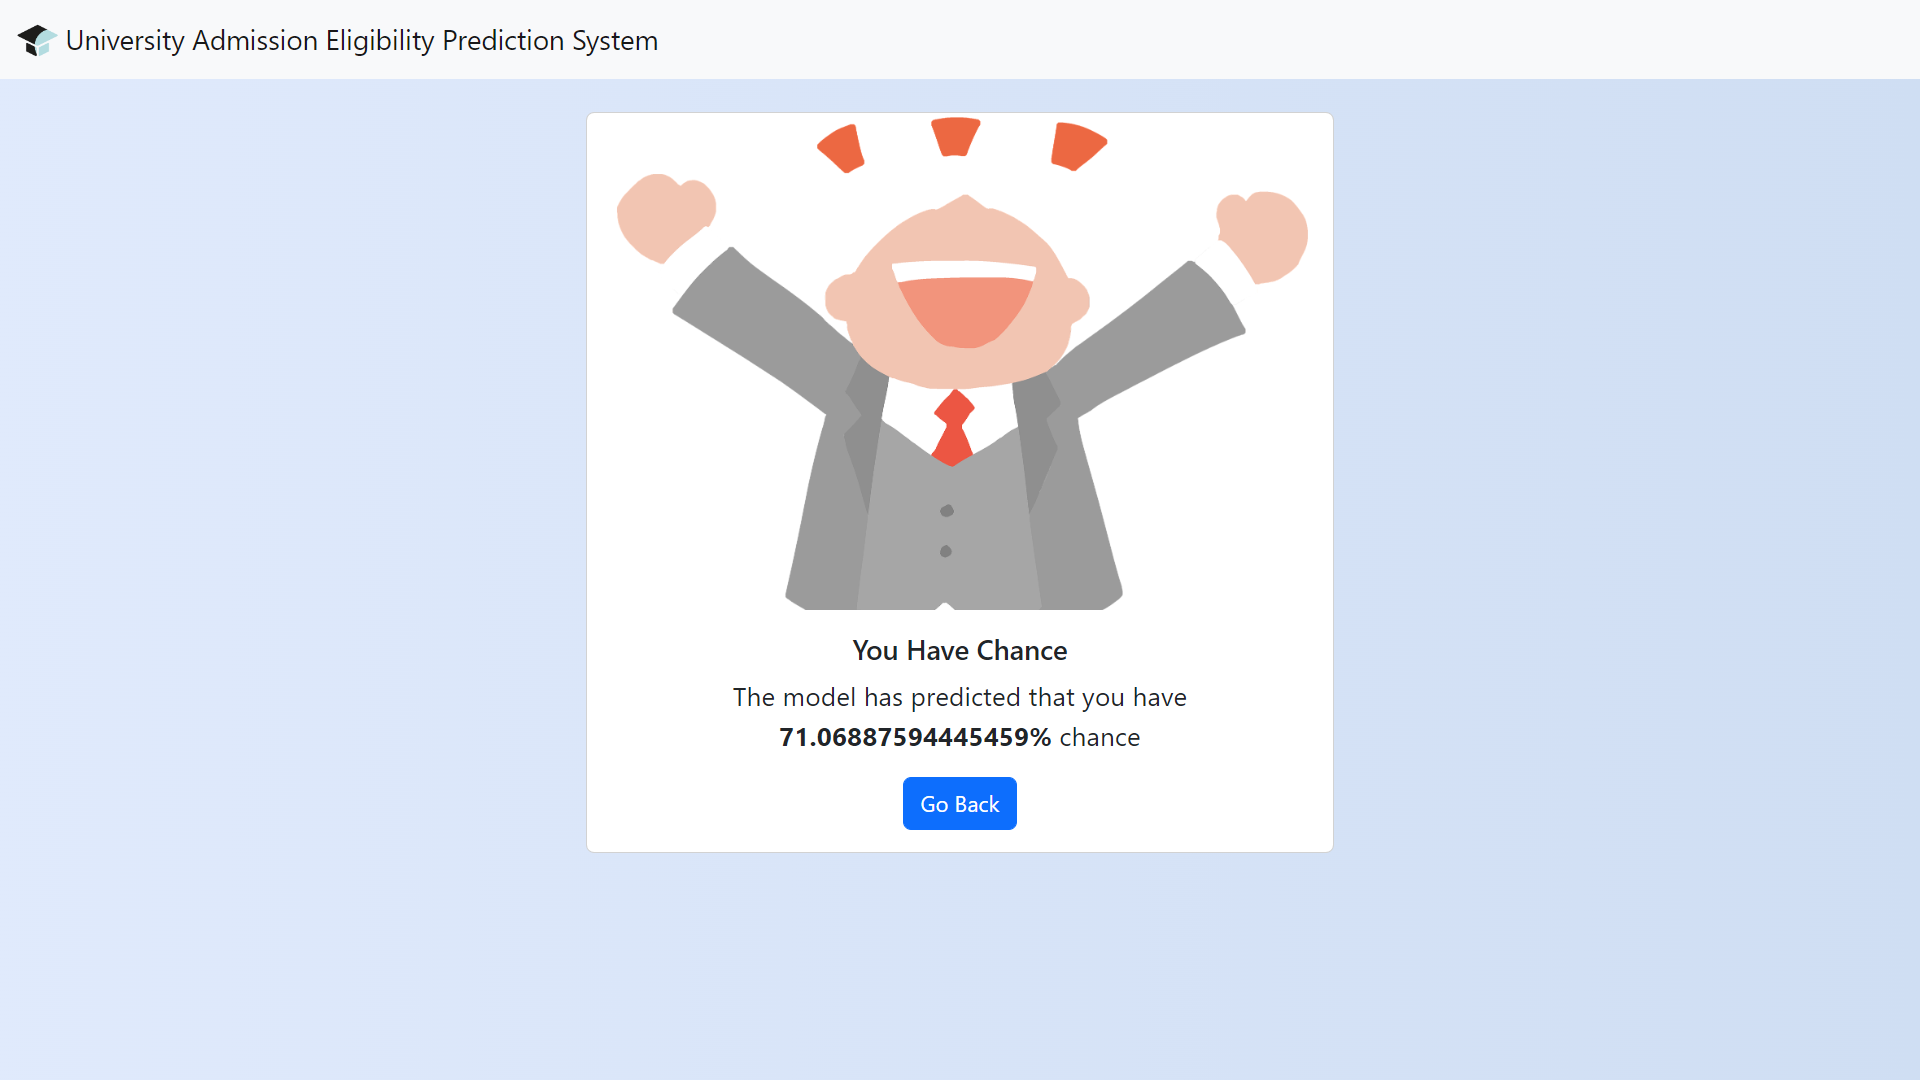 University Admission Eligibility Prediction System
You Have Chance
The model has predicted that you have
71.06887594445459% chance
Go Back